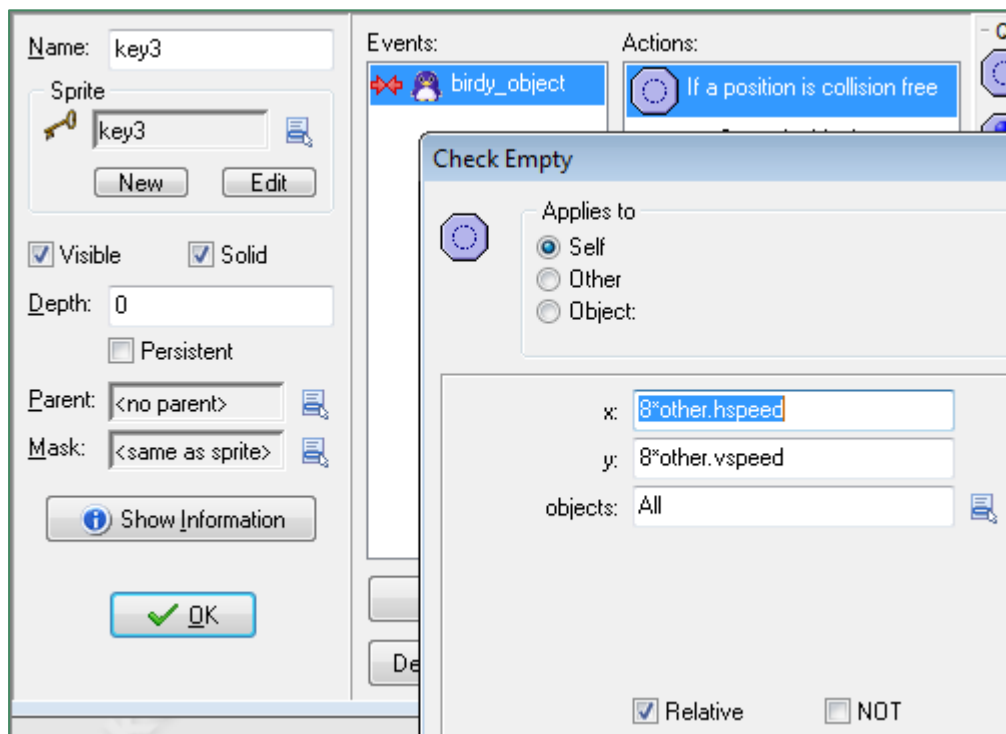 Name: key3
Sprite
key3
New Edit
Visible Solid
Depth: 0
Persistent
Parent: <no parent>
Mask: <same as sprite>
Show Information
OK
Events:
birdy_object
De
Actions:
If a position is collision free
Check Empty
Applies to
Self
Other
Object:
x: 8*other.hspeed
y: 8*other.vspeed
objects: All
Relative NOT